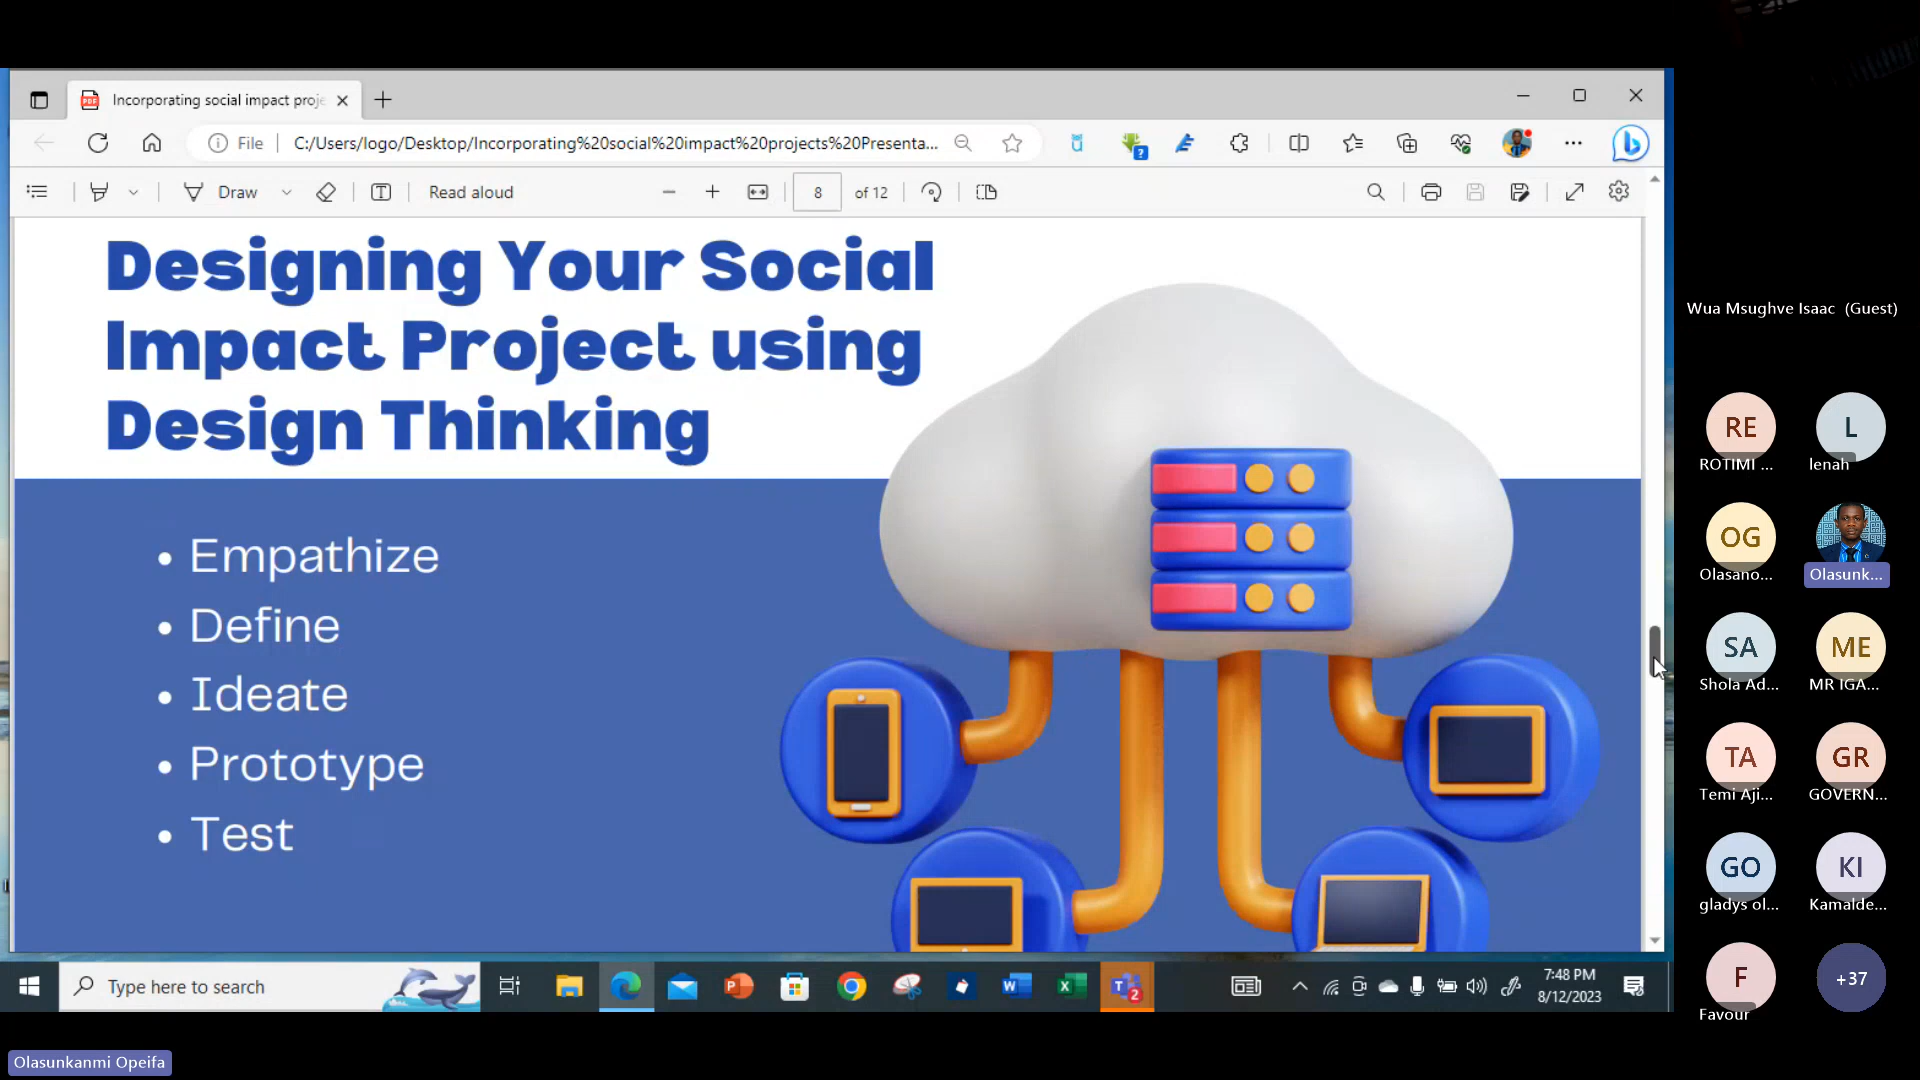 Incorporating social impact proje
File
C:/Users/logo/Desktop/Incorporating%20social%20impact%20projects%20Presenta...
Draw
Read aloud
8
of 12
Designing Your Social
Impact Project using
Design Thinking
• Empathize
• Define
• Ideate
• Prototype
• Test
Type here to search
7:48 PM
8/12/2023
Olasunkanmi Opeifa
Wua Msughve Isaac (Guest)
RE
ROTIMI ...
L
lenah
OG
Olasano...
Olasunk...
SA
Shola Ad...
ME
MR IGA...
TA
Temi Aji...
GR
GOVERN...
GO
gladys ol...
KI
Kamalde...
F
Favour
+37